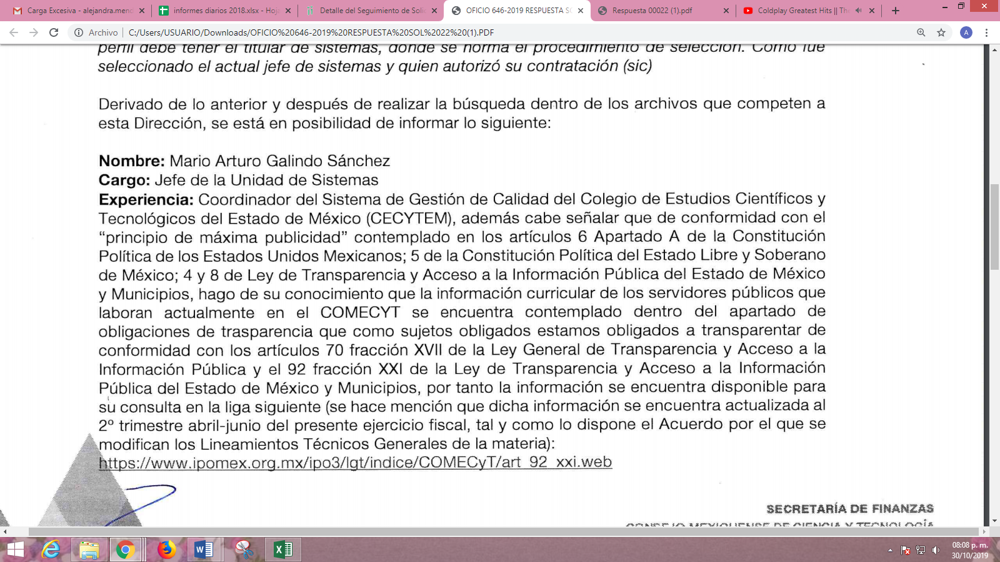 Carga Excesiva - alejandra.men
informes diarios 2018.xlsx - Hoja
Detalle del Seguimiento de Soli
OFICIO 646-2019 RESPUESTA SO
Respuesta 00022 (1).pdf
Coldplay Greatest Hits || The
Archivo
C:/Users/USUARIO/Downloads/OFICIO%20646-2019%20RESPUESTA%20SOL%2022%20(1).PDF
A
perfil debe tener el titular de sistemas, donde se norma el procedimiento de selección. Como fue
seleccionado el actual jefe de sistemas y quien autorizó su contratación (sic)
Derivado de lo anterior y después de realizar la búsqueda dentro de los archivos que competen a
esta Dirección, se está en posibilidad de informar lo siguiente:
Nombre: Mario Arturo Galindo Sánchez
Cargo: Jefe de la Unidad de Sistemas
Experiencia: Coordinador del Sistema de Gestión de Calidad del Colegio de Estudios Científicos y
Tecnológicos del Estado de México (CECYTEM), además cabe señalar que de conformidad con el
“principio de máxima publicidad” contemplado en los artículos 6 Apartado A de la Constitución
Política de los Estados Unidos Mexicanos; 5 de la Constitución Política del Estado Libre y Soberano
de México; 4 y 8 de Ley de Transparencia y Acceso a la Información Pública del Estado de México
y Municipios, hago de su conocimiento que la información curricular de los servidores públicos que
laboran actualmente en el COMECYT se encuentra contemplado dentro del apartado de
obligaciones de trasparencia que como sujetos obligados estamos obligados a transparentar de
conformidad con los artículos 70 fracción XVII de la Ley General de Transparencia y Acceso a la
Información Pública y el 92 fracción XXI de la Ley de Transparencia y Acceso a la Información
Pública del Estado de México y Municipios, por tanto la información se encuentra disponible para
su consulta en la liga siguiente (se hace mención que dicha información se encuentra actualizada al
2º trimestre abril-junio del presente ejercicio fiscal, tal y como lo dispone el Acuerdo por el que se
modifican los Lineamientos Técnicos Generales de la materia):
https://www.ipomex.org.mx/ipo3/lgt/indice/COMECyT/art_92_xxi.web
SECRETARÍA DE FINANZAS
CONSEJO MEXIQUENSE DE CIENCIA Y TECNOLOGÍA
08:08 p. m.
30/10/2019